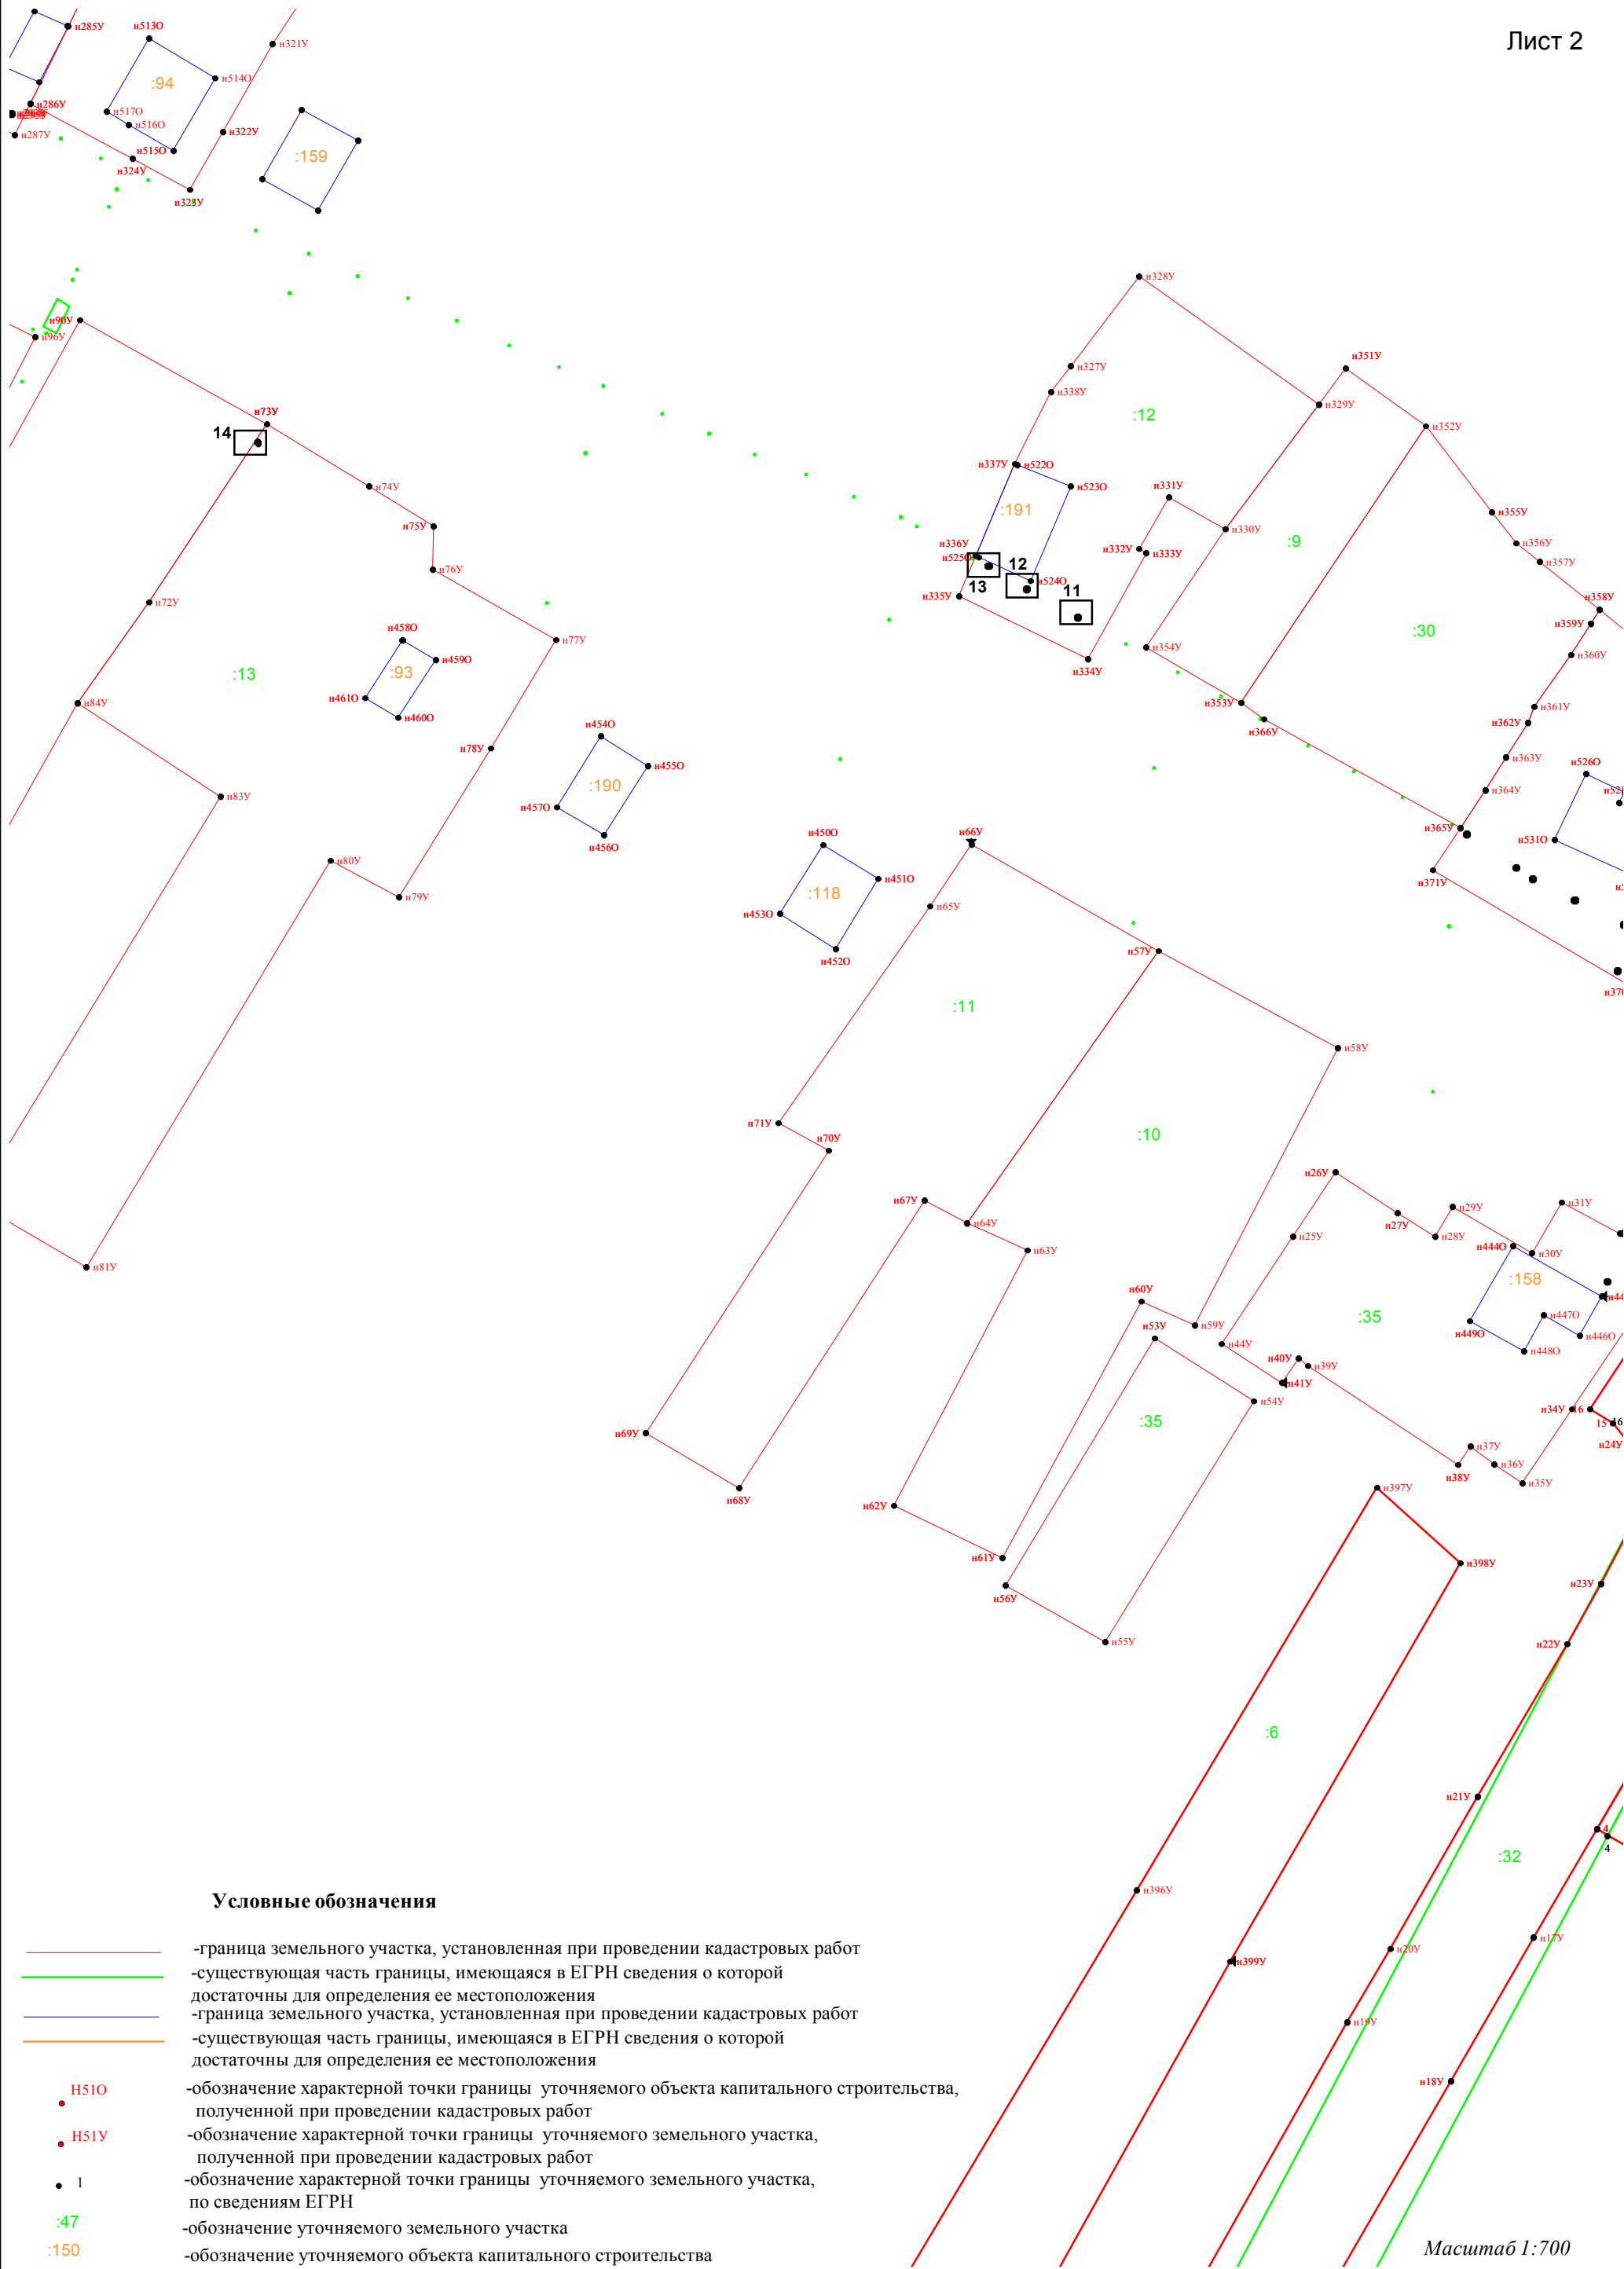 Лист 2
н285У
н513О
н321У
:94
н514О
н286У
н517О
н516О
н287У
н322У
н515О
:159
н324У
н323У
н328У
н90У
н96У
н351У
н327У
н338У
н329У
:12
н73У
н352У
14
н337У
н522О
н74У
н523О
н331У
:191
н355У
н75У
н330У
н336У
:9
н332У
н333У
н356У
н525О
н357У
12
н76У
н524О
13
11
н335У
н72У
н358У
н359У
:30
н458О
н77У
н354У
н360У
н459О
:93
:13
н334У
н461О
н84У
н353У
н361У
н460О
н362У
н366У
н454О
н78У
н363У
н455О
н526О
:190
н364У
н83У
н457О
н365У
н456О
н450О
н66У
н531О
н80У
н371У
н451О
:118
н79У
н65У
н453О
н57У
н452О
:11
н58У
н71У
:10
н70У
н26У
н67У
н29У
н31У
н27У
н64У
н25У
н28У
н444О
н63У
н30У
н81У
:158
н60У
:35
н447О
н59У
н449О
н446О
н53У
н44У
н448О
н40У
н39У
н41У
н54У
н34У
16
:35
15
16
н69У
н24У
н37У
н36У
н38У
н35У
н68У
н397У
н62У
н61У
н398У
н56У
н23У
н55У
н22У
:6
н21У
4
4
:32
н396У
н17У
н20У
н399У
н19У
н18У
Условные обозначения
-граница земельного участка, установленная при проведении кадастровых работ
-существующая часть границы, имеющаяся в ЕГРН сведения о которой
достаточны для определения ее местоположения
-граница земельного участка, установленная при проведении кадастровых работ
-существующая часть границы, имеющаяся в ЕГРН сведения о которой
достаточны для определения ее местоположения
Н51О -обозначение характерной точки границы уточняемого объекта капитального строительства,
полученной при проведении кадастровых работ
Н51У -обозначение характерной точки границы уточняемого земельного участка,
полученной при проведении кадастровых работ
1 -обозначение характерной точки границы уточняемого земельного участка,
по сведениям ЕГРН
:47 -обозначение уточняемого земельного участка
:150 -обозначение уточняемого объекта капитального строительства
Масштаб 1:700